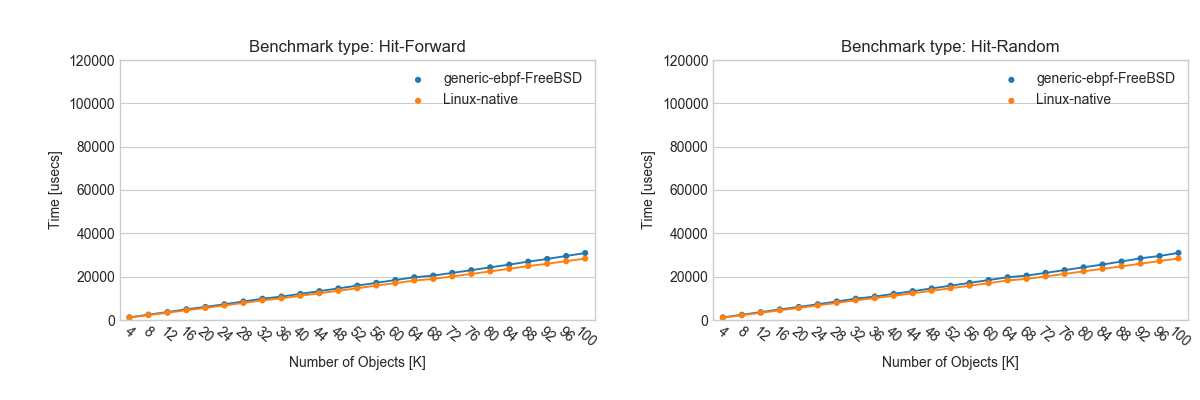 Benchmark type: Hit-Forward
120000
100000
80000
60000
40000
20000
0
Time [usecs]
generic-ebpf-FreeBSD
Linux-native
4 8 12 16 20 24 28 32 36 40 44 48 52 56 60 64 68 72 76 80 84 88 92 96 100
Number of Objects [K]
Benchmark type: Hit-Random
120000
100000
80000
60000
40000
20000
0
Time [usecs]
generic-ebpf-FreeBSD
Linux-native
4 8 12 16 20 24 28 32 36 40 44 48 52 56 60 64 68 72 76 80 84 88 92 96 100
Number of Objects [K]